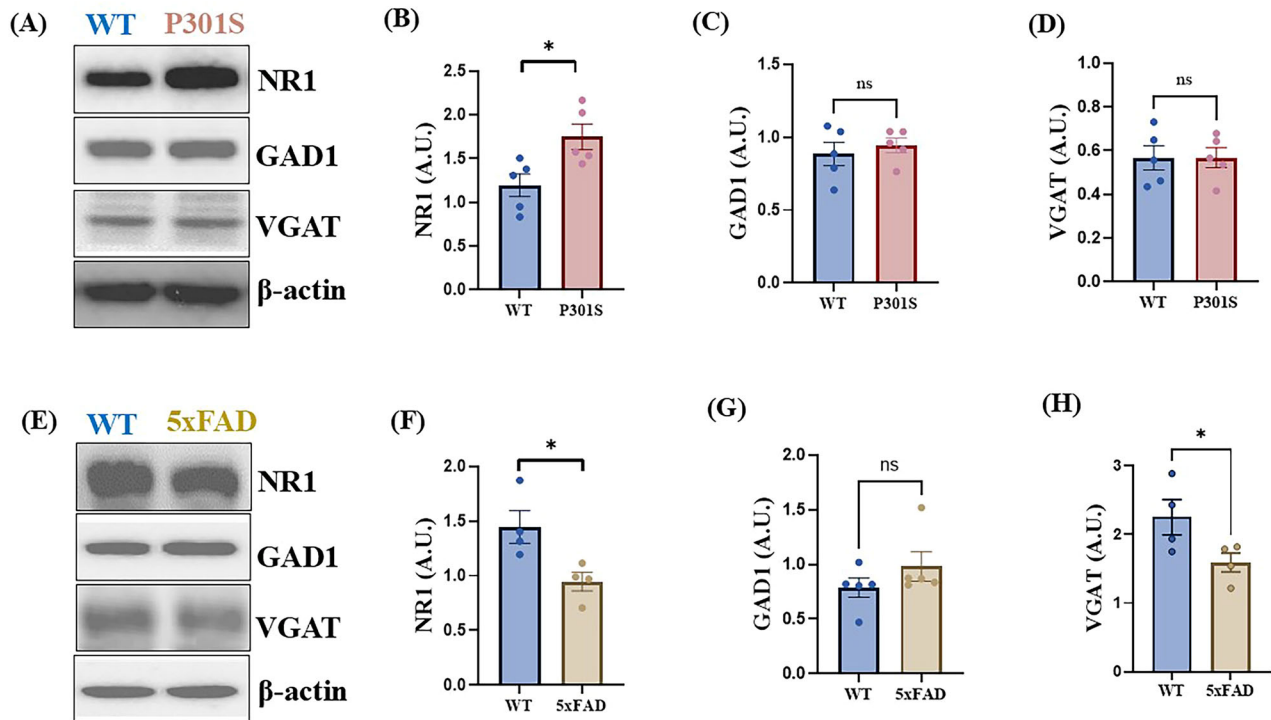 (A)
WT P301S
NR1
GAD1
VGAT
β-actin
(B)
*
NR1 (A.U.)
2.5
2.0
1.5
1.0
0.5
0.0
WT P301S
(C)
ns
GAD1 (A.U.)
1.5
1.0
0.5
0.0
WT P301S
(D)
ns
VGAT (A.U.)
1.0
0.8
0.6
0.4
0.2
0.0
WT P301S
(E)
WT 5xFAD
NR1
GAD1
VGAT
β-actin
(F)
*
NR1 (A.U.)
2.0
1.5
1.0
0.5
0.0
WT 5xFAD
(G)
ns
GAD1 (A.U.)
2.0
1.5
1.0
0.5
0.0
WT 5xFAD
(H)
*
VGAT (A.U.)
3
2
1
0
WT 5xFAD